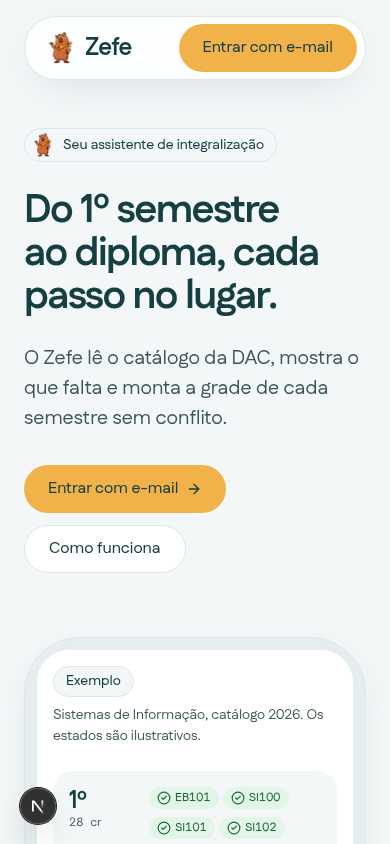 Zefe
Entrar com e-mail
Seu assistente de integralização
Do 1º semestre
ao diploma, cada
passo no lugar.
O Zefe lê o catálogo da DAC, mostra o
que falta e monta a grade de cada
semestre sem conflito.
Entrar com e-mail →
Como funciona
Exemplo
Sistemas de Informação, catálogo 2026. Os
estados são ilustrativos.
1º
EB101 SI100
28 cr
SI101 SI102
N